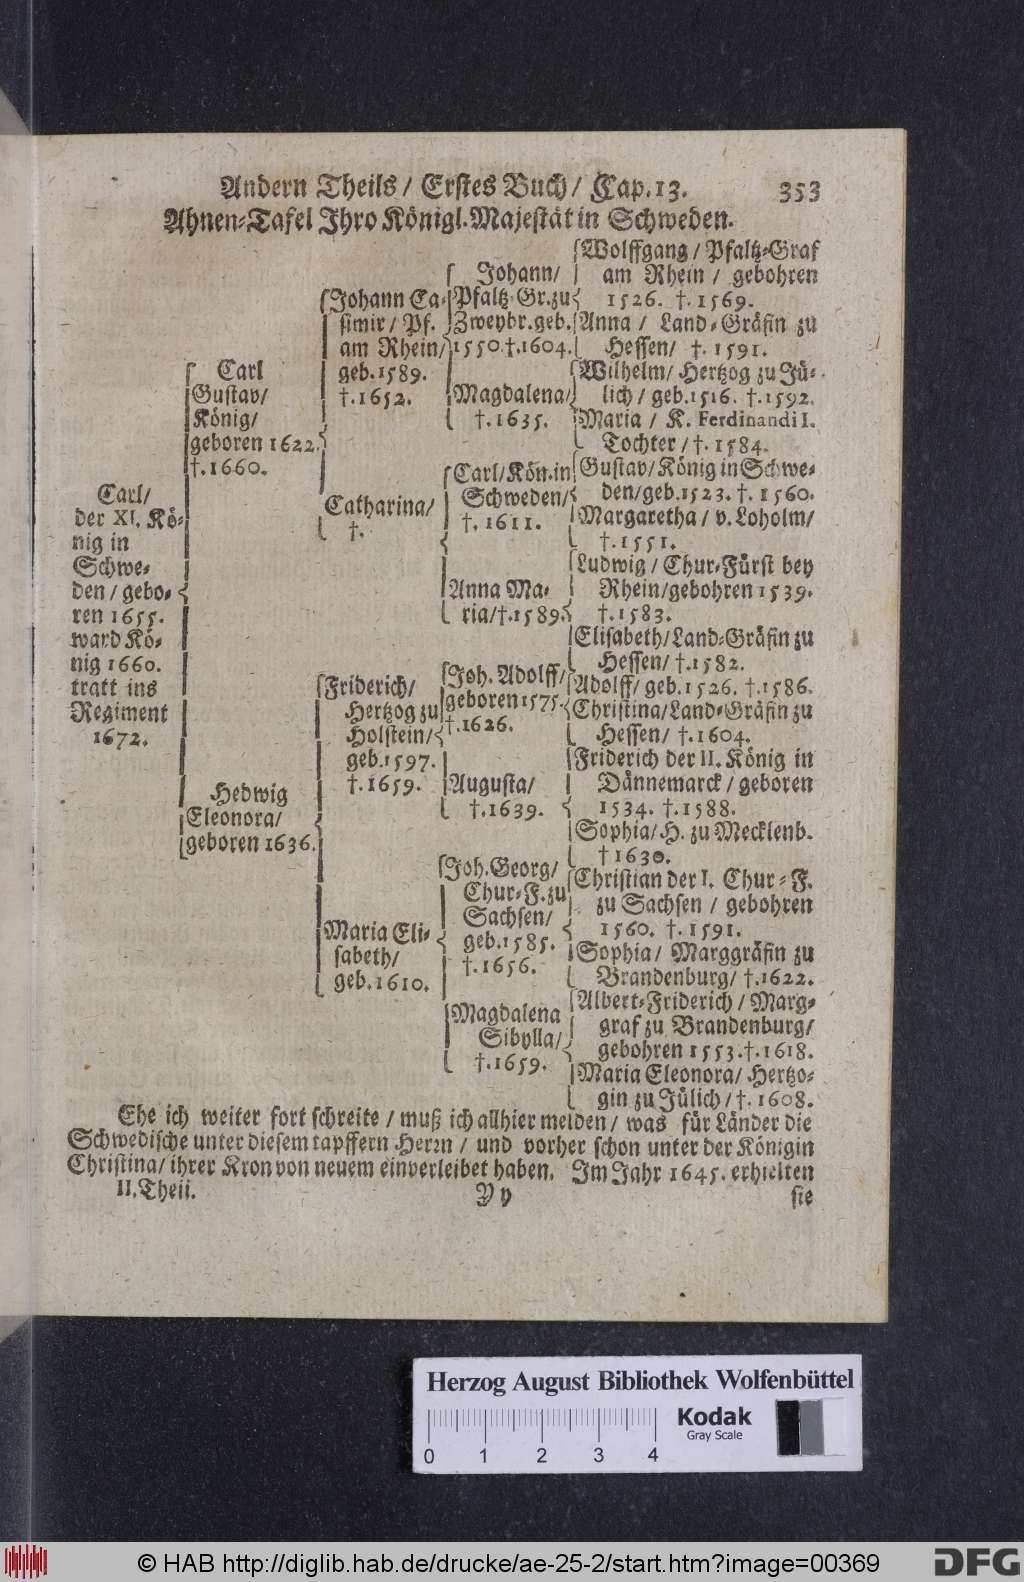 Andern Theils / Erstes Buch / Cap. 13. 353
Ahnen-Tafel Ihro Königl. Majestät in Schweden.
Carl/
der XI. Kö-
nig in
Schwe-
den / gebo-
ren 1655.
ward Kö-
nig 1660.
tratt ins
Regiment
1672.
Carl
Gustav/
König/
geboren 1622.
†. 1660.
Hedwig
Eleonora/
geboren 1636.
Johann Ca-
simir / Pf.
am Rhein/
geb. 1589.
†. 1652.
Catharina/
†.
Friderich/
Hertzog zu
Holstein/
geb. 1597.
†. 1659.
Maria Eli-
sabeth/
geb. 1610.
Johann/
Pfaltz-Gr. zu
Zweybr. geb.
1550. †. 1604.
Magdalena/
†. 1635.
Carl/ Kön. in
Schweden/
†. 1611.
Anna Ma-
ria/ †. 1589.
Joh. Adolff/
geboren 1575.
†. 1626.
Augusta/
†. 1639.
Joh. Georg/
Chur-F. zu
Sachsen/
geb. 1585.
†. 1656.
Magdalena
Sibylla/
†. 1659.
Wolffgang / Pfaltz-Graf
am Rhein / gebohren
1526. †. 1569.
Anna / Land-Gräfin zu
Hessen/ †. 1591.
Wilhelm/ Hertzog zu Jü-
lich / geb. 1516. †. 1592.
Maria / K. Ferdinandi I.
Tochter / †. 1584.
Gustav/ König in Schwe-
den/ geb. 1523. †. 1560.
Margaretha / v. Loholm/
†. 1551.
Ludwig / Chur-Fürst bey
Rhein/ gebohren 1539.
†. 1583.
Elisabeth/ Land-Gräfin zu
Hessen/ †. 1582.
Adolff/ geb. 1526. †. 1586.
Christina/ Land-Gräfin zu
Hessen/ †. 1604.
Friderich der II. König in
Dännemarck / geboren
1534. †. 1588.
Sophia/ H. zu Mecklenb.
† 1630.
Christian der I. Chur-F.
zu Sachsen / gebohren
1560. †. 1591.
Sophia/ Marggräfin zu
Brandenburg/ †. 1622.
Albert-Friderich / Marg-
graf zu Brandenburg/
gebohren 1553. †. 1618.
Maria Eleonora/ Hertzo-
gin zu Jülich/ †. 1608.
Ehe ich weiter fort schreite / muß ich allhier melden / was für Länder die
Schwedische unter diesem tapffern Herrn / und vorher schon unter der Königin
Christina/ ihrer Kron von neuem einverleibet haben. Im Jahr 1645. erhielten
II. Theil. Yy sie
Herzog August Bibliothek Wolfenbüttel
Kodak
Gray Scale
0 1 2 3 4
© HAB http://diglib.hab.de/drucke/ae-25-2/start.htm?image=00369
DFG